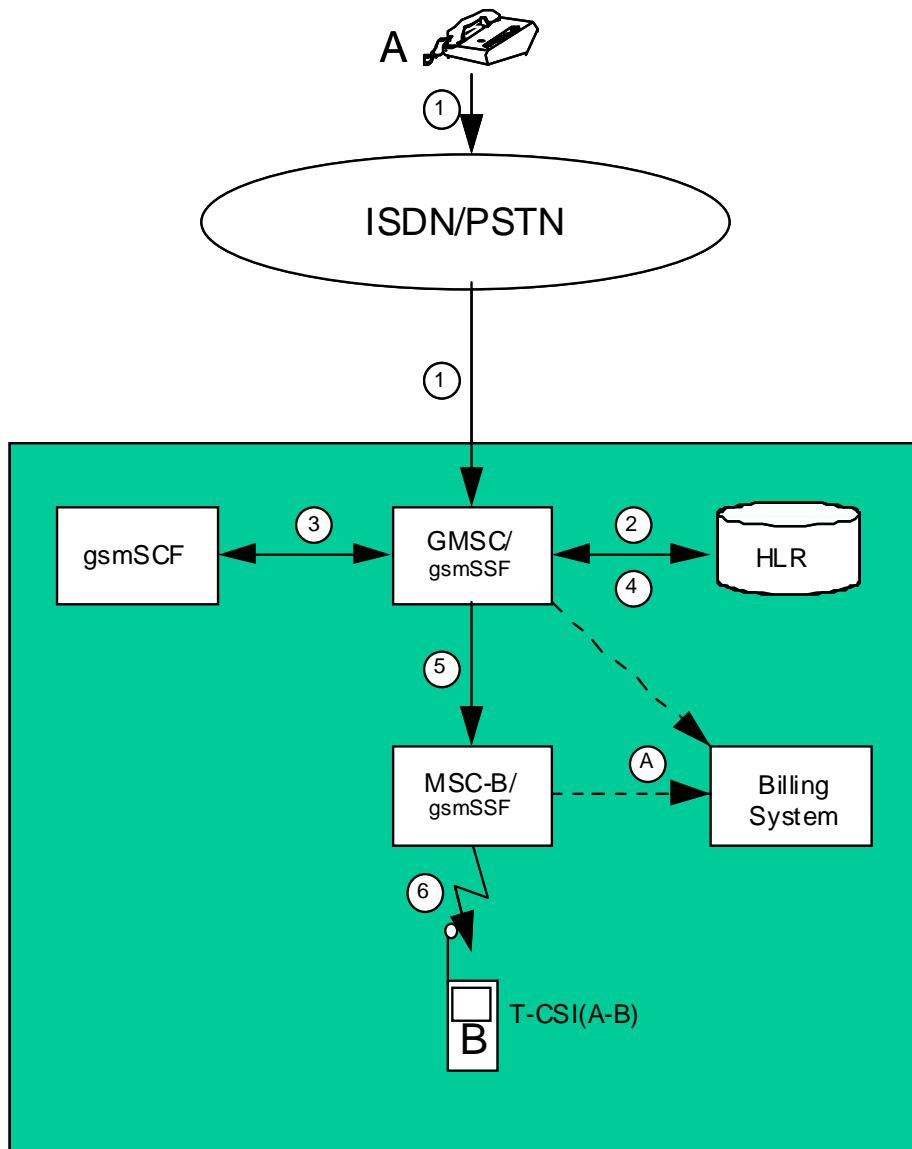 A
1
ISDN/PSTN
1
gsmSCF
3
GMSC/
gsmSSF
2
4
HLR
5
MSC-B/
gsmSSF
A
Billing
System
6
B
T-CSI(A-B)